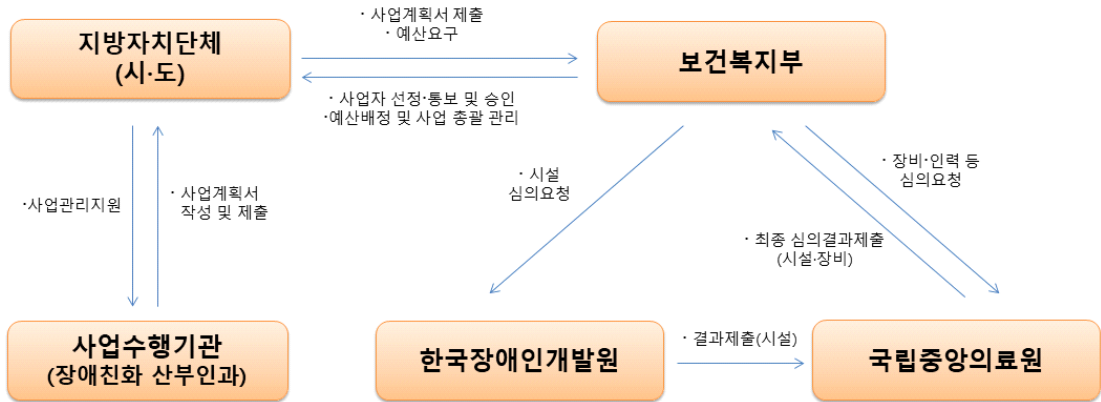 · 사업계획서 제출
· 예산요구
지방자치단체
(시·도)
보건복지부
· 사업자 선정·통보 및 승인
·예산배정 및 사업 총괄 관리
·사업관리지원
· 사업계획서
작성 및 제출
· 시설
심의요청
· 장비·인력 등
심의요청
· 최종 심의결과제출
(시설·장비)
사업수행기관
(장애친화 산부인과)
한국장애인개발원
· 결과제출(시설)
국립중앙의료원